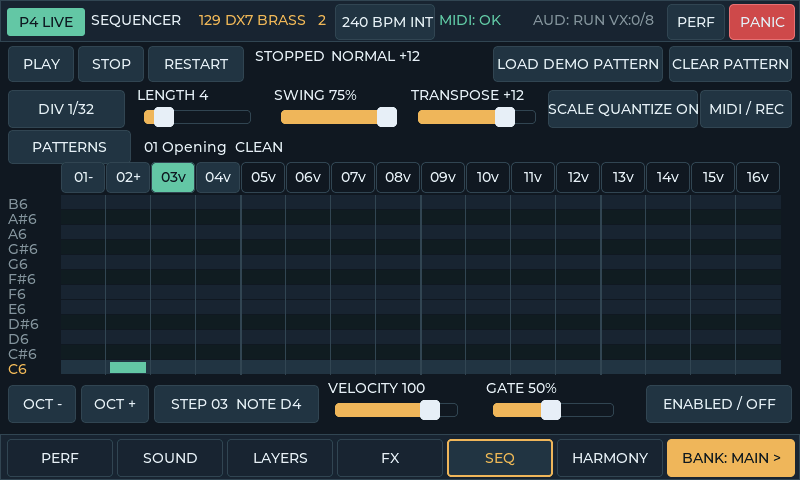 P4 LIVE SEQUENCER 129 DX7 BRASS 2 240 BPM INT MIDI: OK AUD: RUN VX:0/8 PERF PANIC
PLAY STOP RESTART STOPPED NORMAL +12 LOAD DEMO PATTERN CLEAR PATTERN
DIV 1/32 LENGTH 4 SWING 75% TRANSPOSE +12 SCALE QUANTIZE ON MIDI / REC
PATTERNS 01 Opening CLEAN
01- 02+ 03v 04v 05v 06v 07v 08v 09v 10v 11v 12v 13v 14v 15v 16v
B6
A#6
A6
G#6
G6
F#6
F6
E6
D#6
D6
C#6
C6
OCT - OCT + STEP 03 NOTE D4 VELOCITY 100 GATE 50% ENABLED / OFF
PERF SOUND LAYERS FX SEQ HARMONY BANK: MAIN >